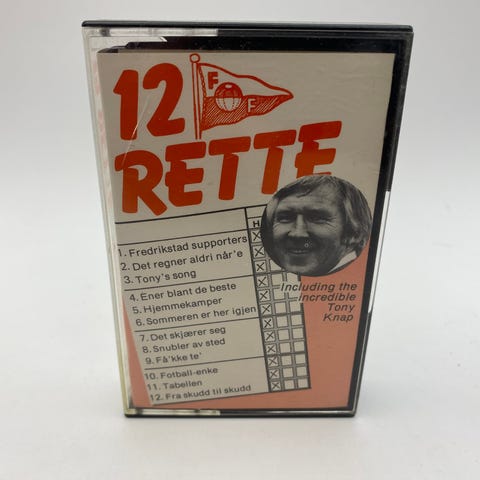 12
F
F
RETTE
H
1. Fredrikstad supporters
2. Det regner aldri når'e
3. Tony's song
4. Ener blant de beste
5. Hjemmekamper
6. Sommeren er her igjen
7. Det skjærer seg
8. Snubler av sted
9. Få'kke te'
10. Fotball-enke
11. Tabellen
12. Fra skudd til skudd
Including the
incredible
Tony
Knap